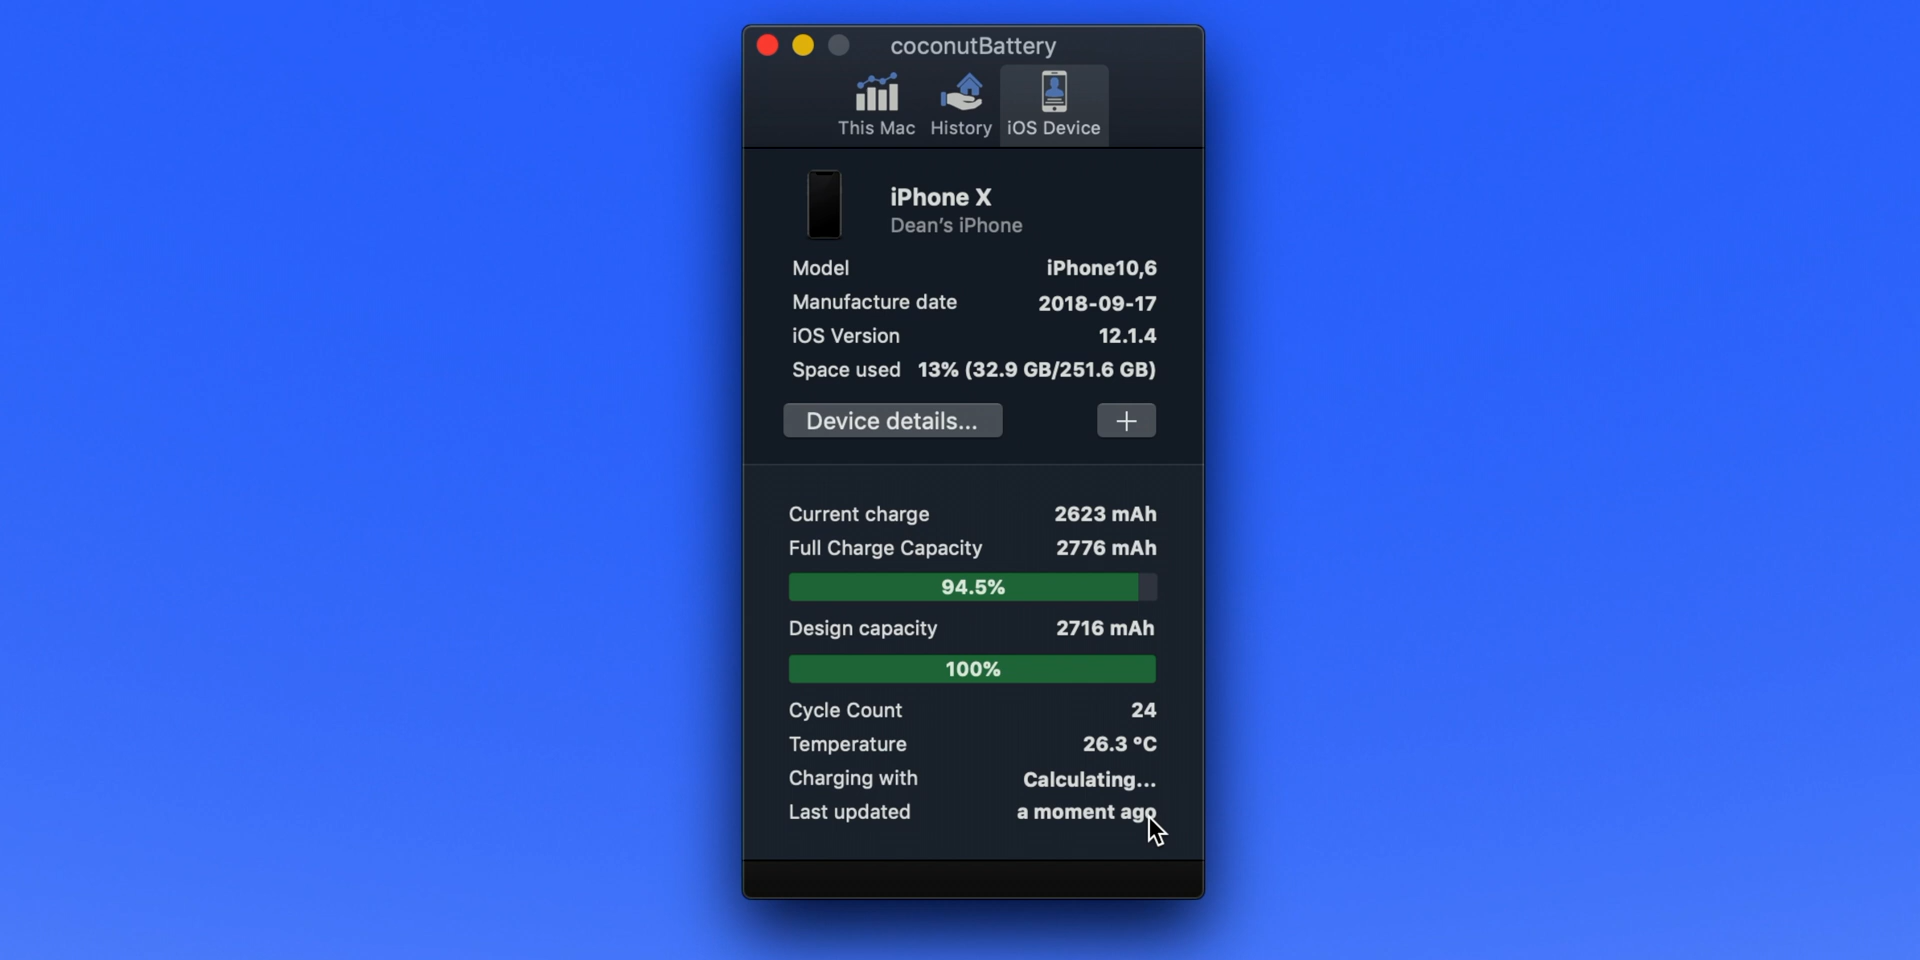 coconutBattery
This Mac
History
iOS Device
iPhone X
Dean’s iPhone
Model iPhone10,6
Manufacture date 2018-09-17
iOS Version 12.1.4
Space used 13% (32.9 GB/251.6 GB)
Device details...
+
Current charge 2623 mAh
Full Charge Capacity 2776 mAh
94.5%
Design capacity 2716 mAh
100%
Cycle Count 24
Temperature 26.3 °C
Charging with Calculating...
Last updated a moment ago